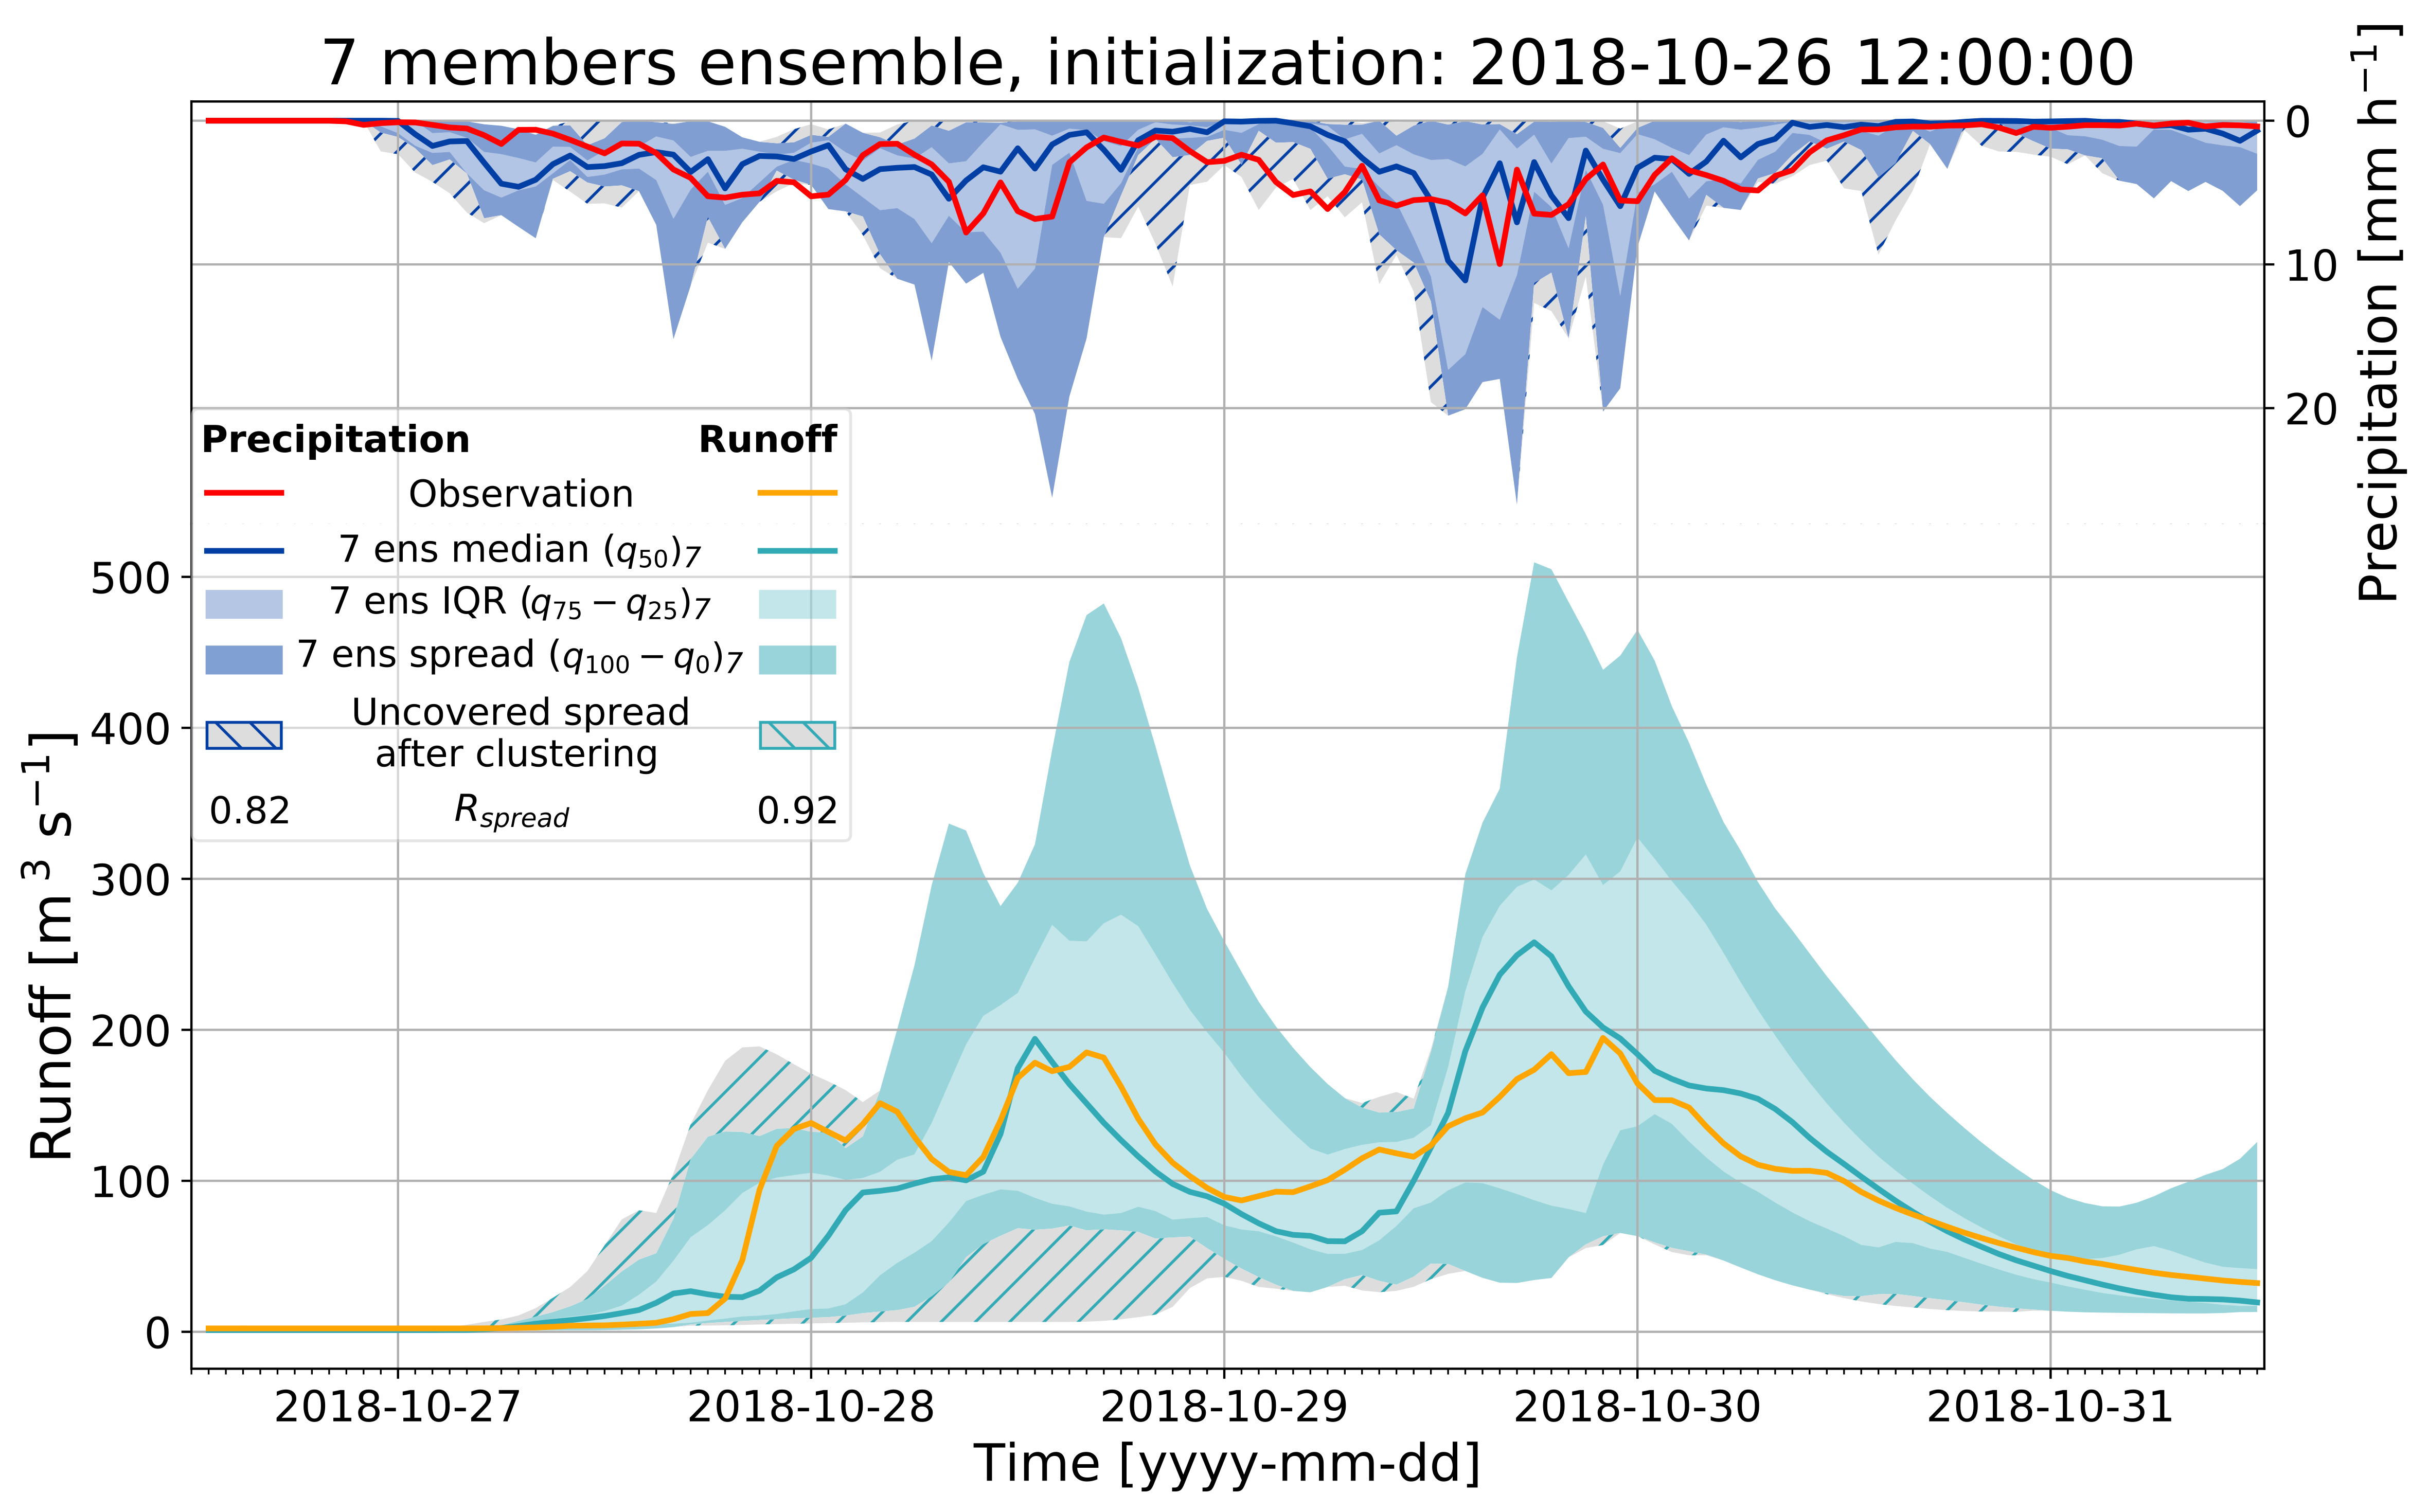 7 members ensemble, initialization: 2018-10-26 12:00:00
0
10
20
Precipitation [mm h⁻¹]
Precipitation Runoff
Observation
7 ens median (q₅₀)₇
7 ens IQR (q₇₅ − q₂₅)₇
7 ens spread (q₁₀₀ − q₀)₇
Uncovered spread
after clustering
0.82 R_spread 0.92
500
400
300
200
100
0
Runoff [m ³ s⁻¹]
2018-10-27 2018-10-28 2018-10-29 2018-10-30 2018-10-31
Time [yyyy-mm-dd]